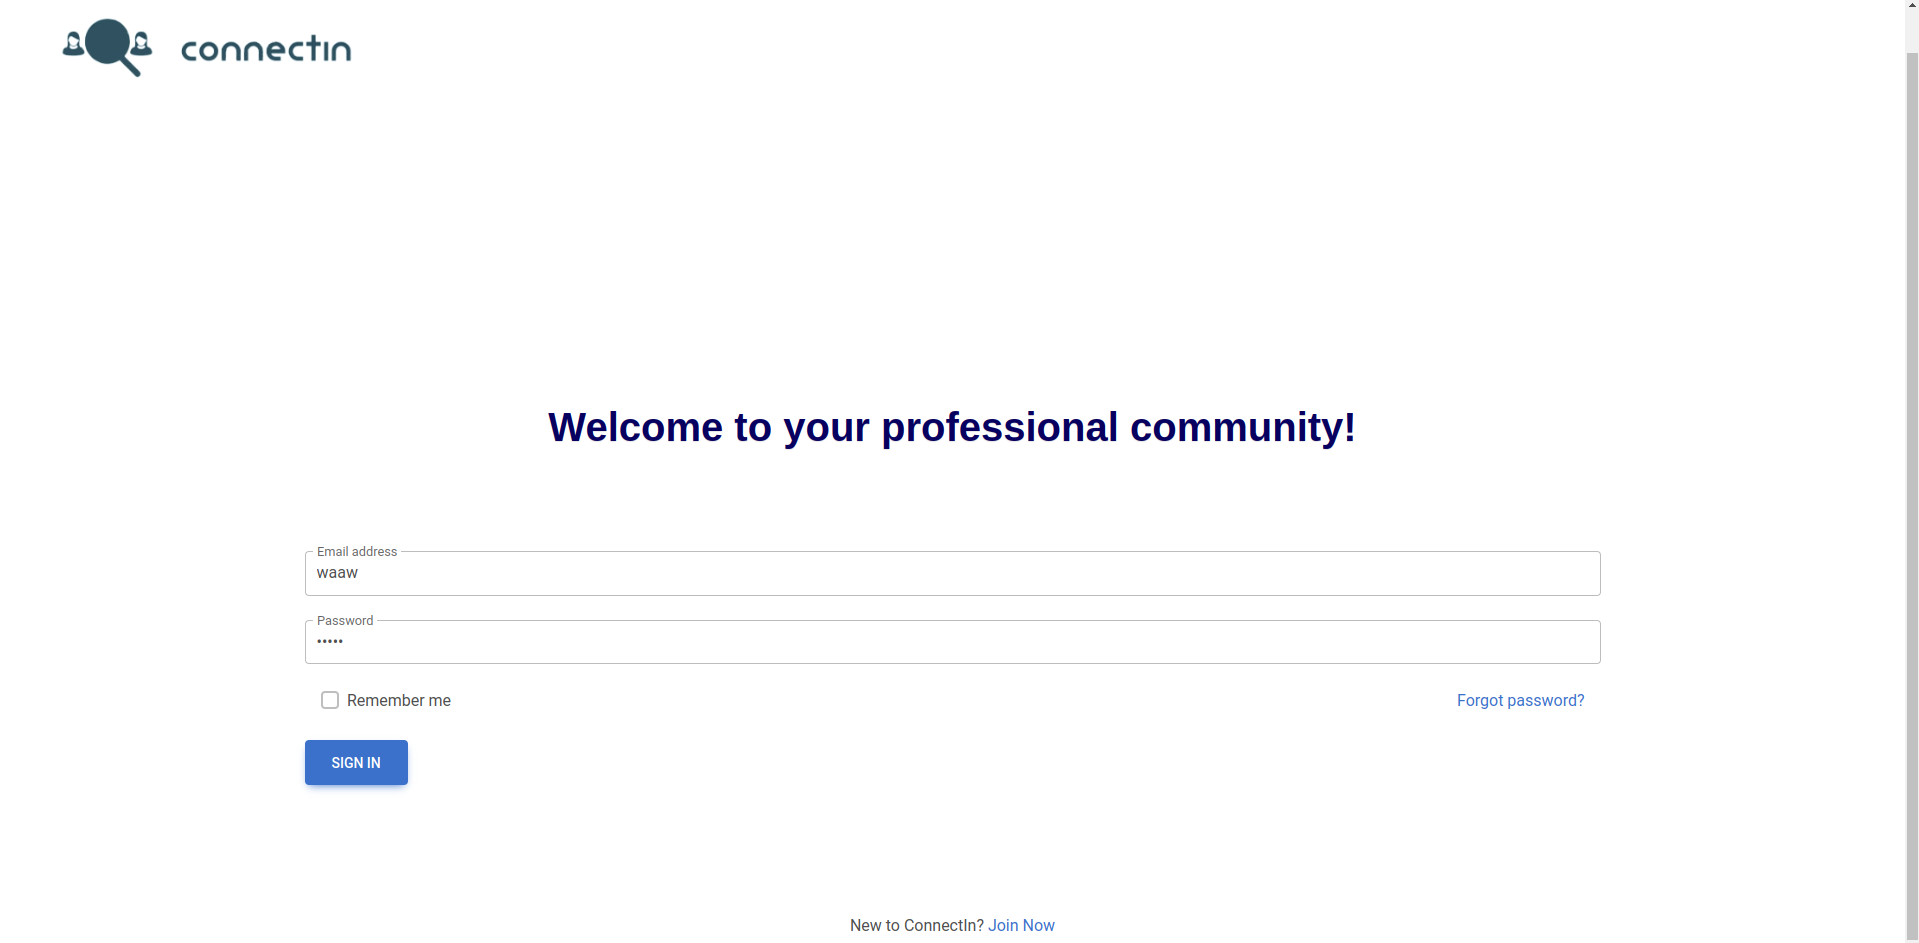 connectin
Welcome to your professional community!
Email address
waaw
Password
•••••
Remember me
Forgot password?
SIGN IN
New to ConnectIn? Join Now